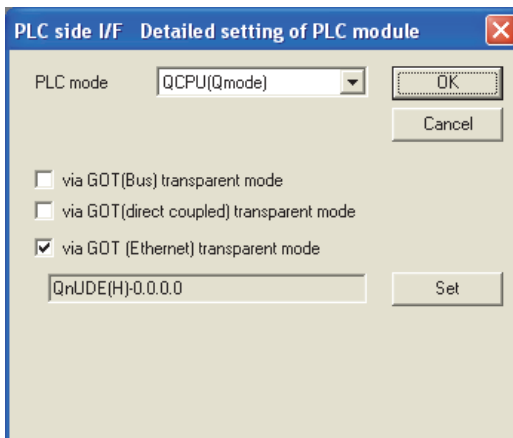 PLC side I/F Detailed setting of PLC module
PLC mode
QCPU(Qmode)
OK
Cancel
via GOT(Bus) transparent mode
via GOT(direct coupled) transparent mode
via GOT (Ethernet) transparent mode
QnUDE(H)-0.0.0.0
Set